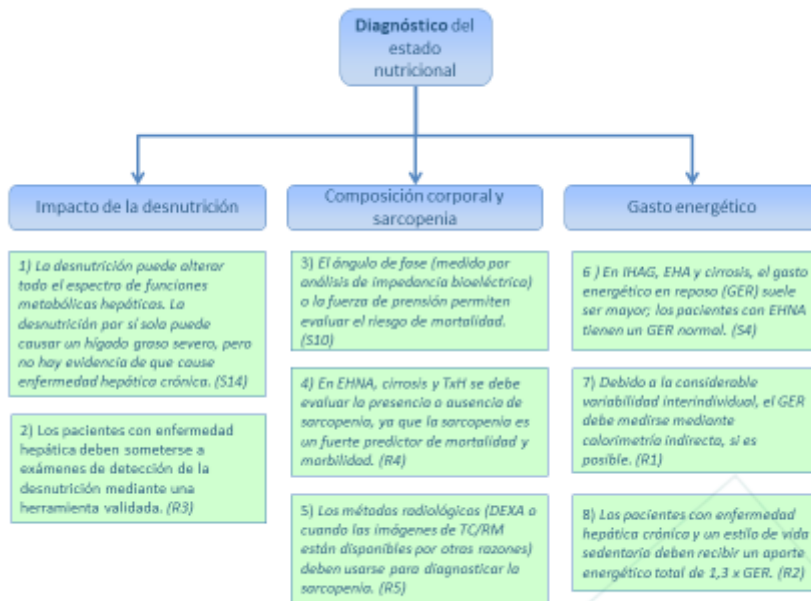 Diagnóstico del
estado
nutricional
Impacto de la desnutrición
1) La desnutrición puede alterar
todo el espectro de funciones
metabólicas hepáticas. La
desnutrición por sí sola puede
causar un hígado graso severo, pero
no hay evidencia de que cause
enfermedad hepática crónica. (S14)
2) Los pacientes con enfermedad
hepática deben someterse a
exámenes de detección de la
desnutrición mediante una
herramienta validada. (R3)
Composición corporal y
sarcopenia
3) El ángulo de fase (medido por
análisis de impedancia bioeléctrica)
o la fuerza de prensión permiten
evaluar el riesgo de mortalidad.
(S10)
4) En EHNA, cirrosis y TxH se debe
evaluar la presencia o ausencia de
sarcopenia, ya que la sarcopenia es
un fuerte predictor de mortalidad y
morbilidad. (R4)
5) Los métodos radiológicos (DEXA o
cuando las imágenes de TC/RM
están disponibles por otras razones)
deben usarse para diagnosticar la
sarcopenia. (R5)
Gasto energético
6 ) En IHAG, EHA y cirrosis, el gasto
energético en reposo (GER) suele
ser mayor; los pacientes con EHNA
tienen un GER normal. (S4)
7) Debido a la considerable
variabilidad interindividual, el GER
debe medirse mediante
calorimetría indirecta, si es
posible. (R1)
8) Los pacientes con enfermedad
hepática crónica y un estilo de vida
sedentario deben recibir un aporte
energético total de 1,3 x GER. (R2)